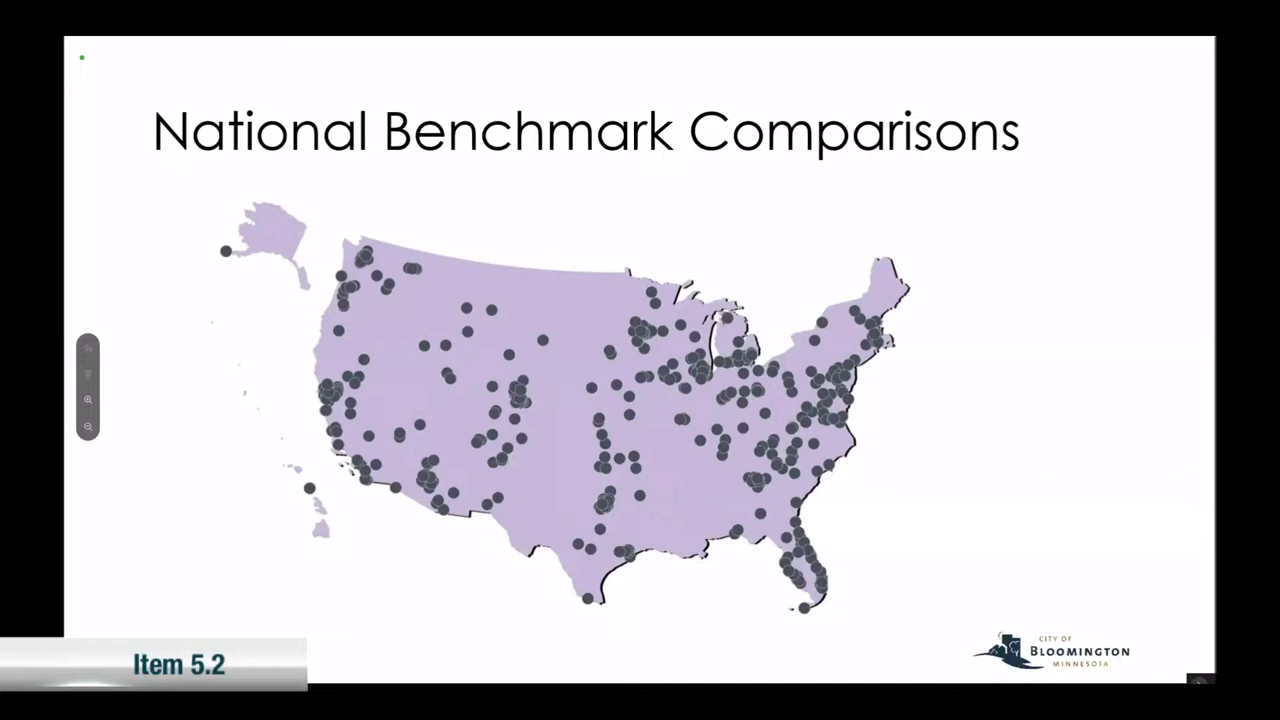 National Benchmark Comparisons
CITY OF
BLOOMINGTON
MINNESOTA
Item 5.2